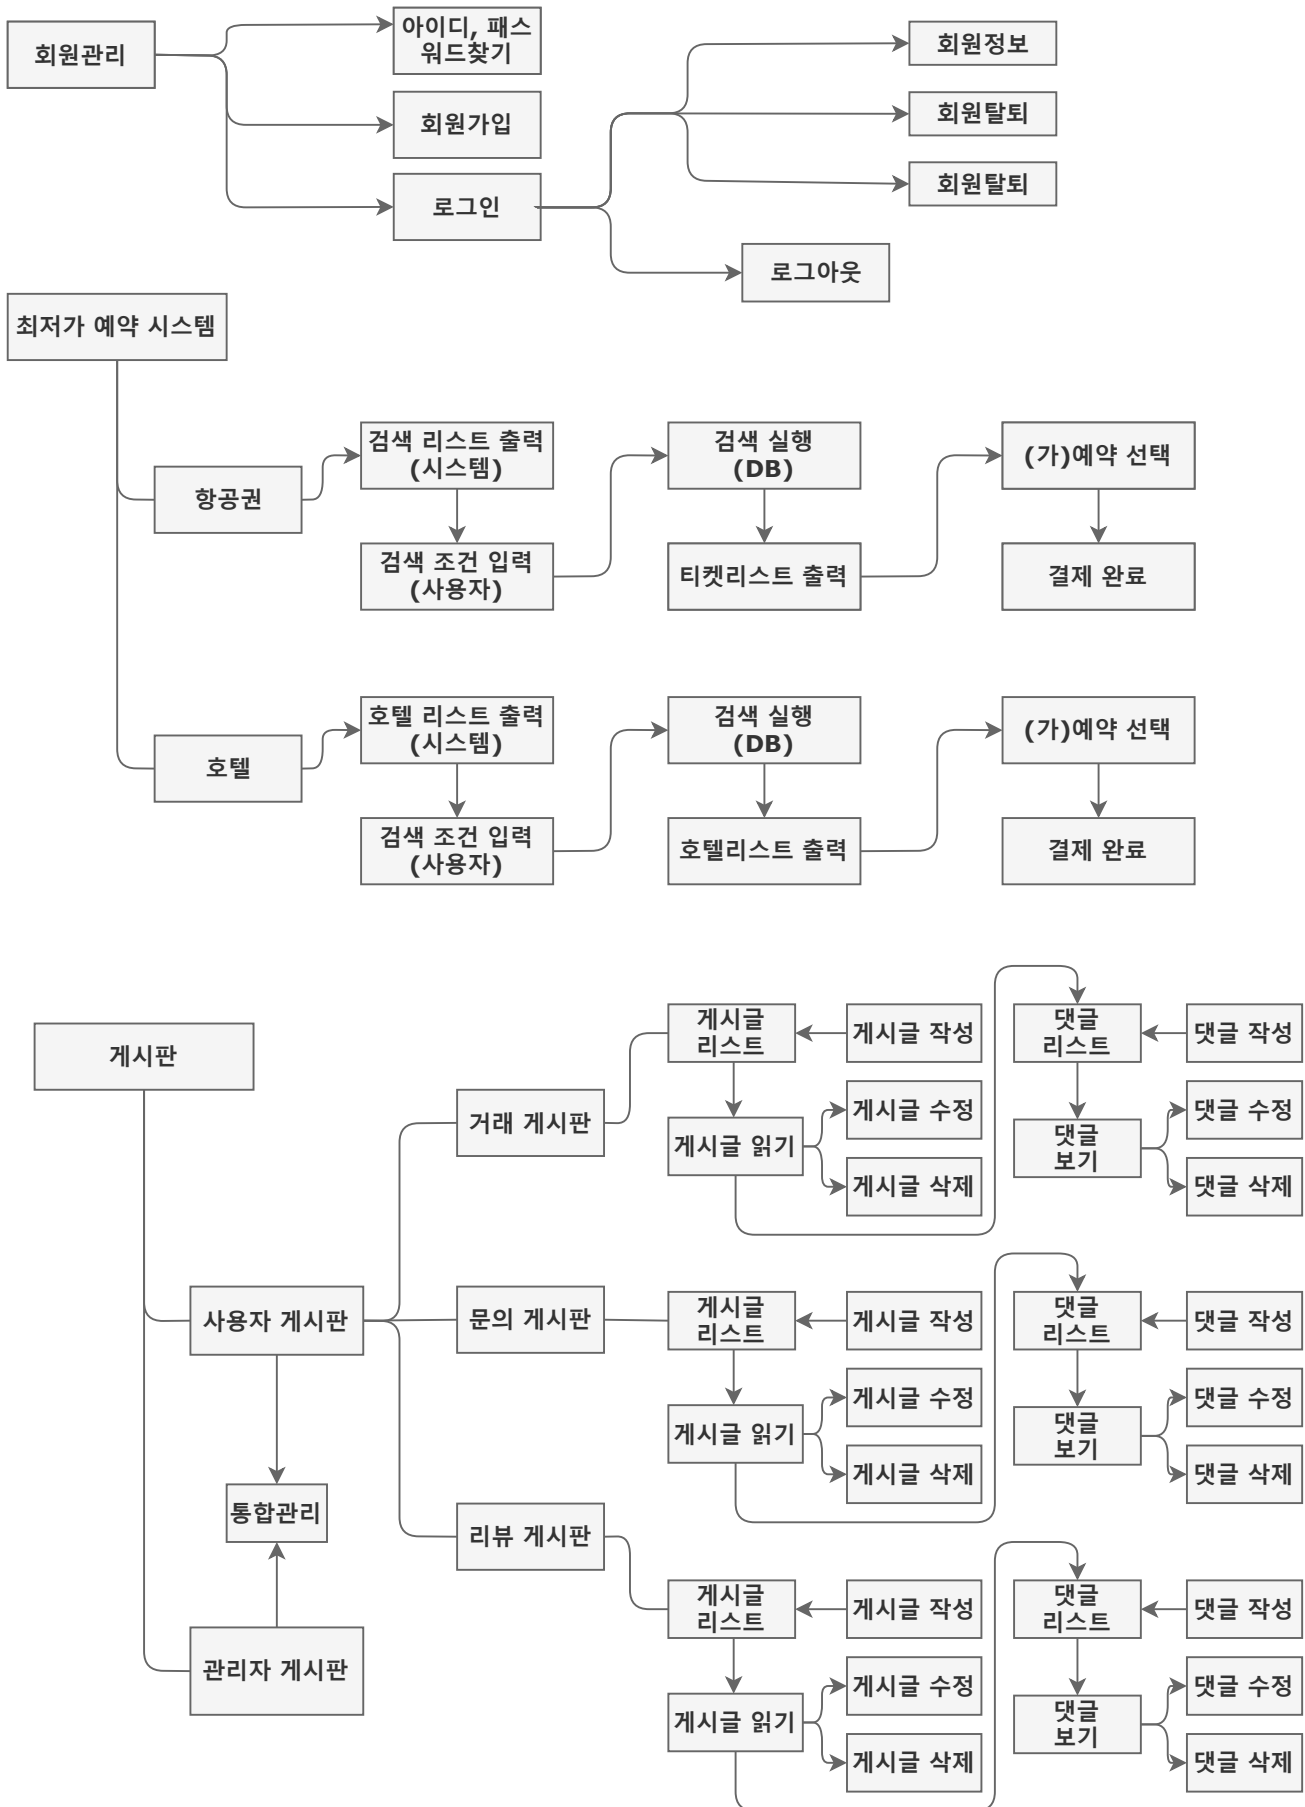 회원관리
아이디, 패스
워드찾기
회원가입
로그인
회원정보
회원탈퇴
회원탈퇴
로그아웃
최저가 예약 시스템
항공권
검색 리스트 출력
(시스템)
검색 조건 입력
(사용자)
검색 실행
(DB)
티켓리스트 출력
(가)예약 선택
결제 완료
호텔
호텔 리스트 출력
(시스템)
검색 조건 입력
(사용자)
검색 실행
(DB)
호텔리스트 출력
(가)예약 선택
결제 완료
게시판
사용자 게시판
통합관리
관리자 게시판
거래 게시판
게시글
리스트
게시글 작성
게시글 읽기
게시글 수정
게시글 삭제
댓글
리스트
댓글 작성
댓글
보기
댓글 수정
댓글 삭제
문의 게시판
게시글
리스트
게시글 작성
게시글 읽기
게시글 수정
게시글 삭제
댓글
리스트
댓글 작성
댓글
보기
댓글 수정
댓글 삭제
리뷰 게시판
게시글
리스트
게시글 작성
게시글 읽기
게시글 수정
게시글 삭제
댓글
리스트
댓글 작성
댓글
보기
댓글 수정
댓글 삭제